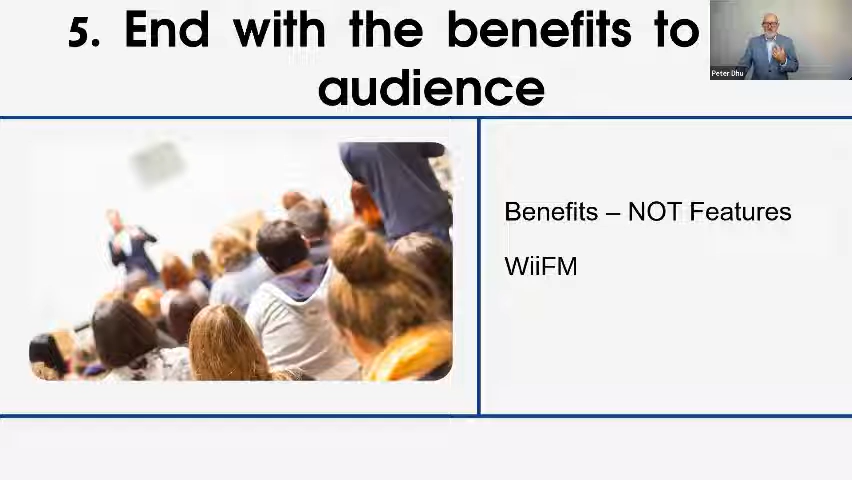 5. End with the benefits to
audience
Peter Dhu
Benefits – NOT Features
WiiFM